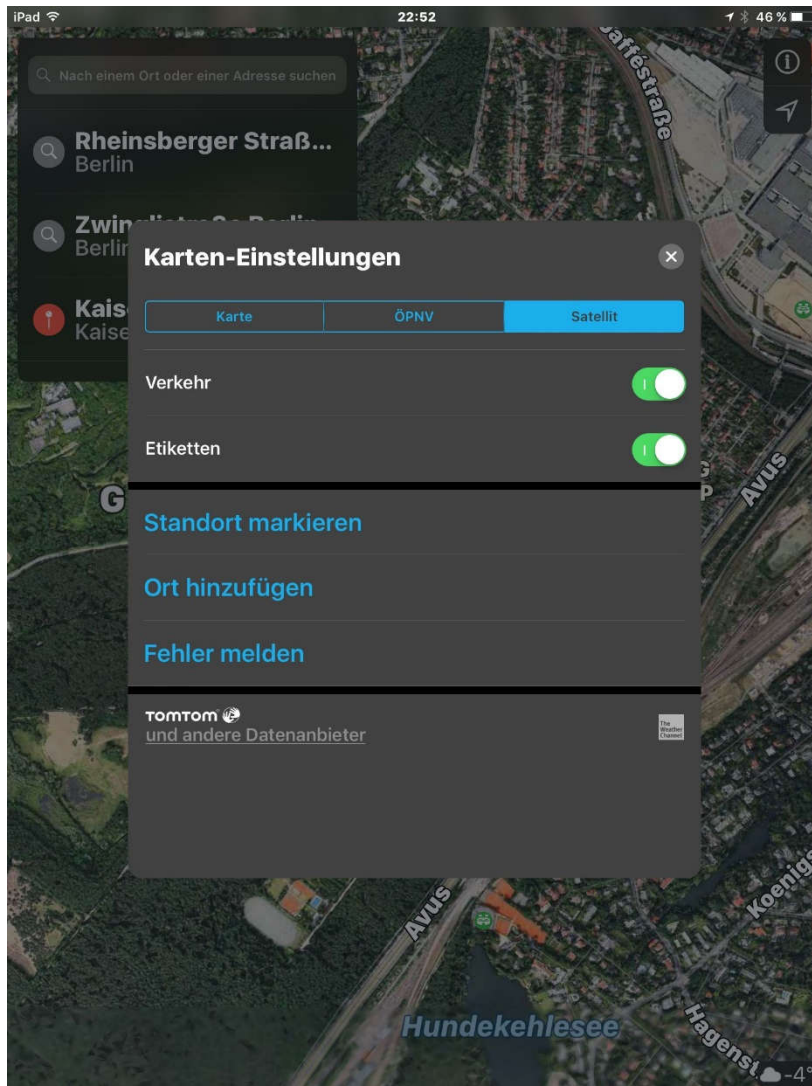 iPad
22:52
46 %
Nach einem Ort oder einer Adresse suchen
Rheinsberger Straß...
Berlin
Berlin
Kaise
Karten-Einstellungen
Karte
ÖPNV
Satellit
Verkehr
Etiketten
G
G
P
Avus
Standort markieren
Ort hinzufügen
Fehler melden
TOMTOM
und andere Datenanbieter
The
Weather
Channel
Avus
Hundekehlesee
-4°